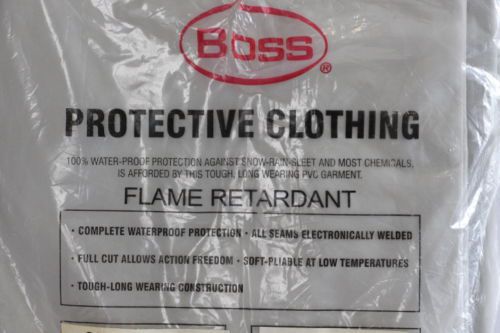 BOSS
®
PROTECTIVE CLOTHING
100% WATER-PROOF PROTECTION AGAINST SNOW-RAIN-SLEET AND MOST CHEMICALS,
IS AFFORDED BY THIS TOUGH, LONG WEARING PVC GARMENT.
FLAME RETARDANT
· COMPLETE WATERPROOF PROTECTION · ALL SEAMS ELECTRONICALLY WELDED
· FULL CUT ALLOWS ACTION FREEDOM · SOFT-PLIABLE AT LOW TEMPERATURES
· TOUGH-LONG WEARING CONSTRUCTION